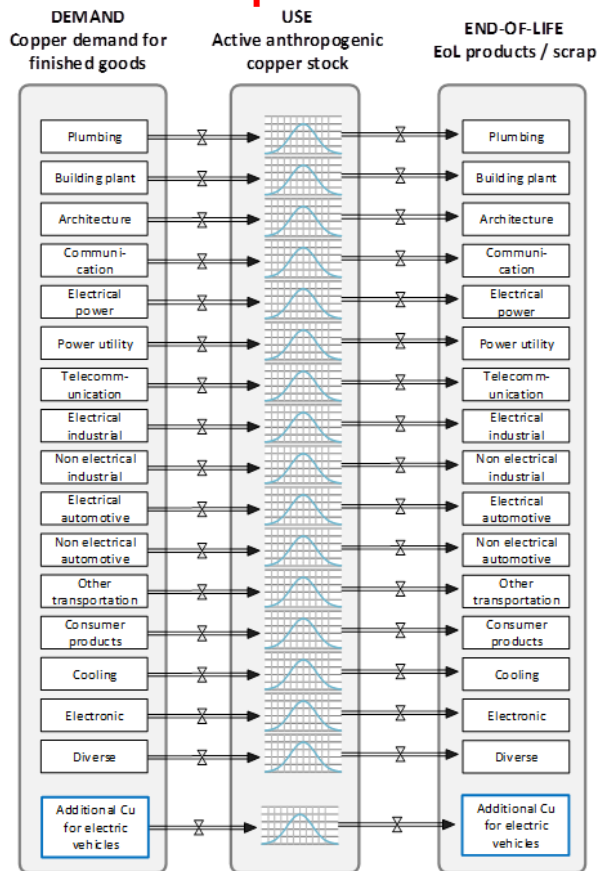 DEMAND
Copper demand for
finished goods
USE
Active anthropogenic
copper stock
END-OF-LIFE
EoL products / scrap
Plumbing
Building plant
Architecture
Communi-
cation
Electrical
power
Power utility
Telecomm-
unication
Electrical
industrial
Non electrical
industrial
Electrical
automotive
Non electrical
automotive
Other
transportation
Consumer
products
Cooling
Electronic
Diverse
Additional Cu
for electric
vehicles
Plumbing
Building plant
Architecture
Communi-
cation
Electrical
power
Power utility
Telecomm-
unication
Electrical
industrial
Non electrical
industrial
Electrical
automotive
Non electrical
automotive
Other
transportation
Consumer
products
Cooling
Electronic
Diverse
Additional Cu
for electric
vehicles